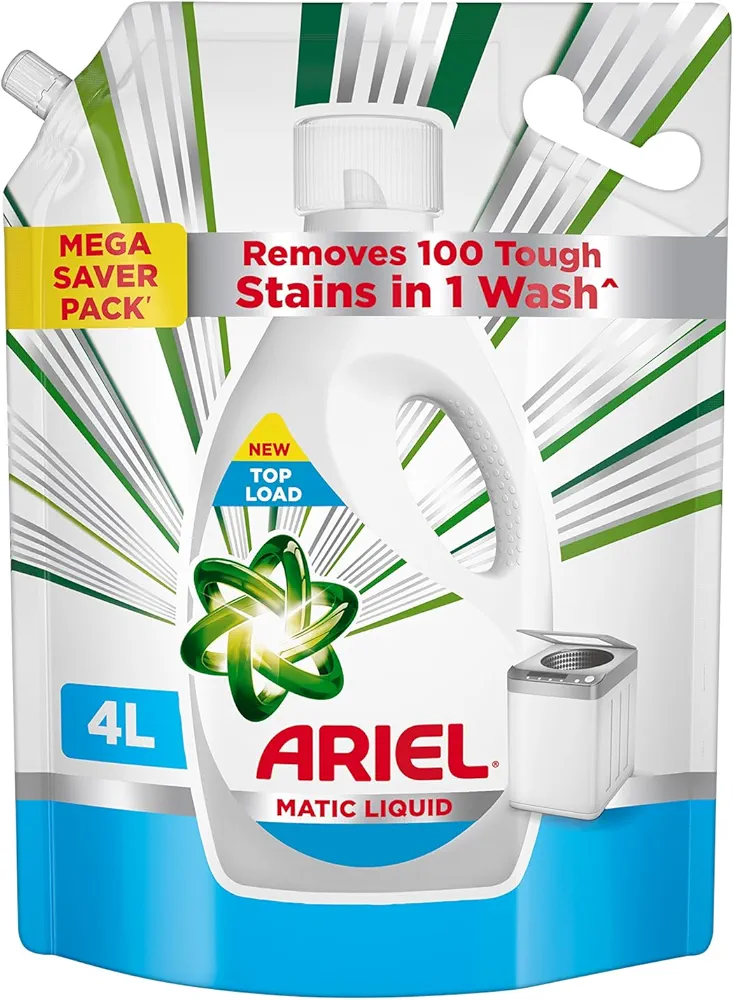 MEGA
SAVER
PACK'
Removes 100 Tough
Stains in 1 Wash^
NEW
TOP
LOAD
4L
ARIEL®
MATIC LIQUID